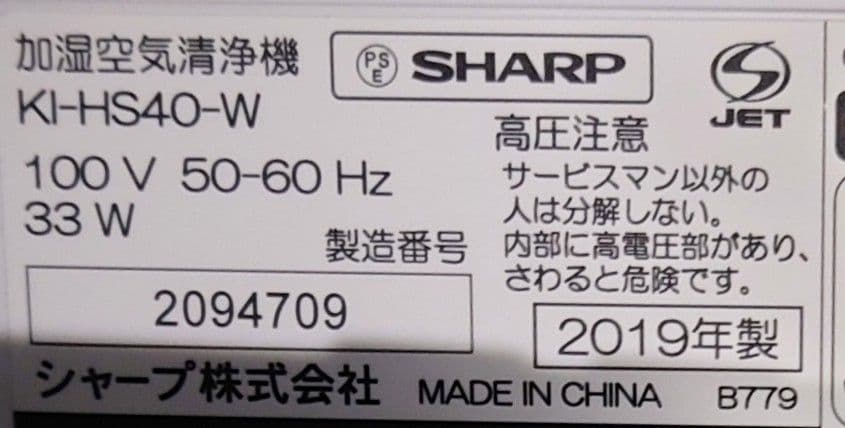 加湿空気清浄機
KI-HS40-W
100 V 50-60 Hz
33 W
製造番号
2094709
シャープ株式会社
PS
E
SHARP
JET
高圧注意
サービスマン以外の
人は分解しない。
内部に高電圧部があり、
さわると危険です。
2019年製
MADE IN CHINA B779